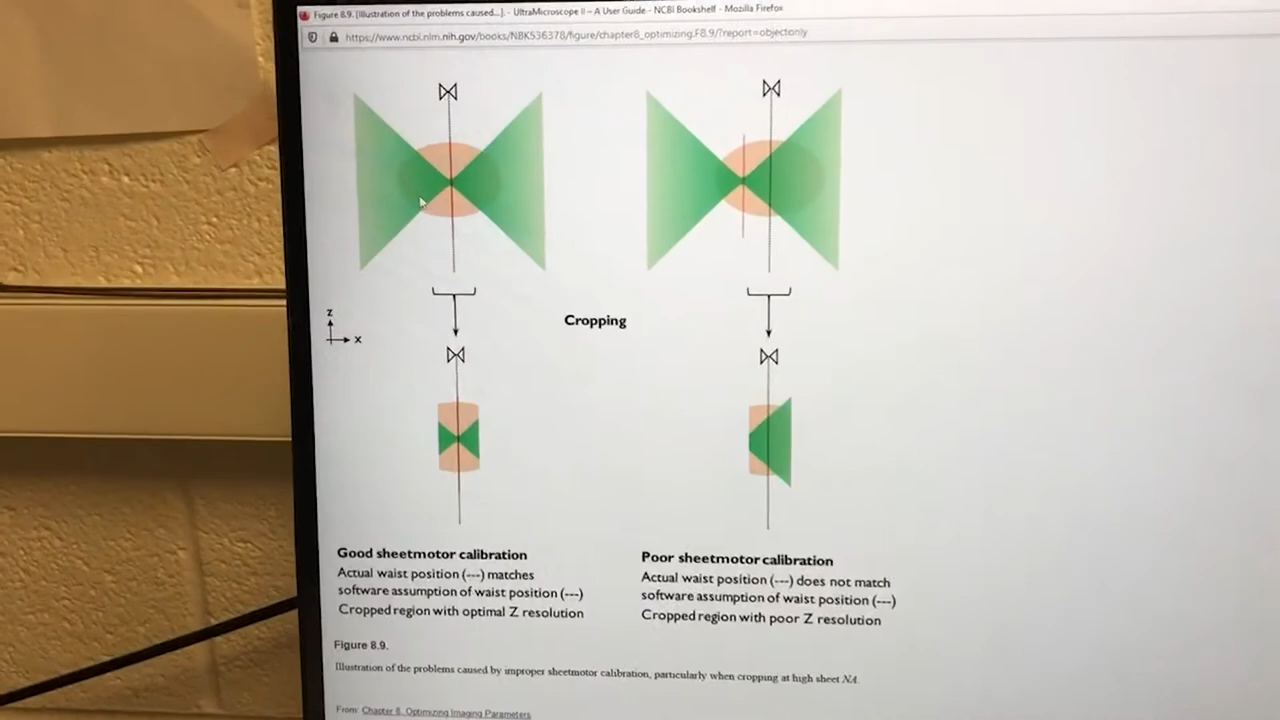 Figure 8.9. [Illustration of the problems caused...]. - UltraMicroscope II – A User Guide - NCBI Bookshelf - Mozilla Firefox
https://www.ncbi.nlm.nih.gov/books/NBK536378/figure/chapter8_optimizing.F8.9/?report=objectonly
z
x
Cropping
Good sheetmotor calibration
Actual waist position (---) matches
software assumption of waist position (---)
Cropped region with optimal Z resolution
Poor sheetmotor calibration
Actual waist position (---) does not match
software assumption of waist position (---)
Cropped region with poor Z resolution
Figure 8.9.
Illustration of the problems caused by improper sheetmotor calibration, particularly when cropping at high sheet NA.
From: Chapter 8, Optimizing Imaging Parameters